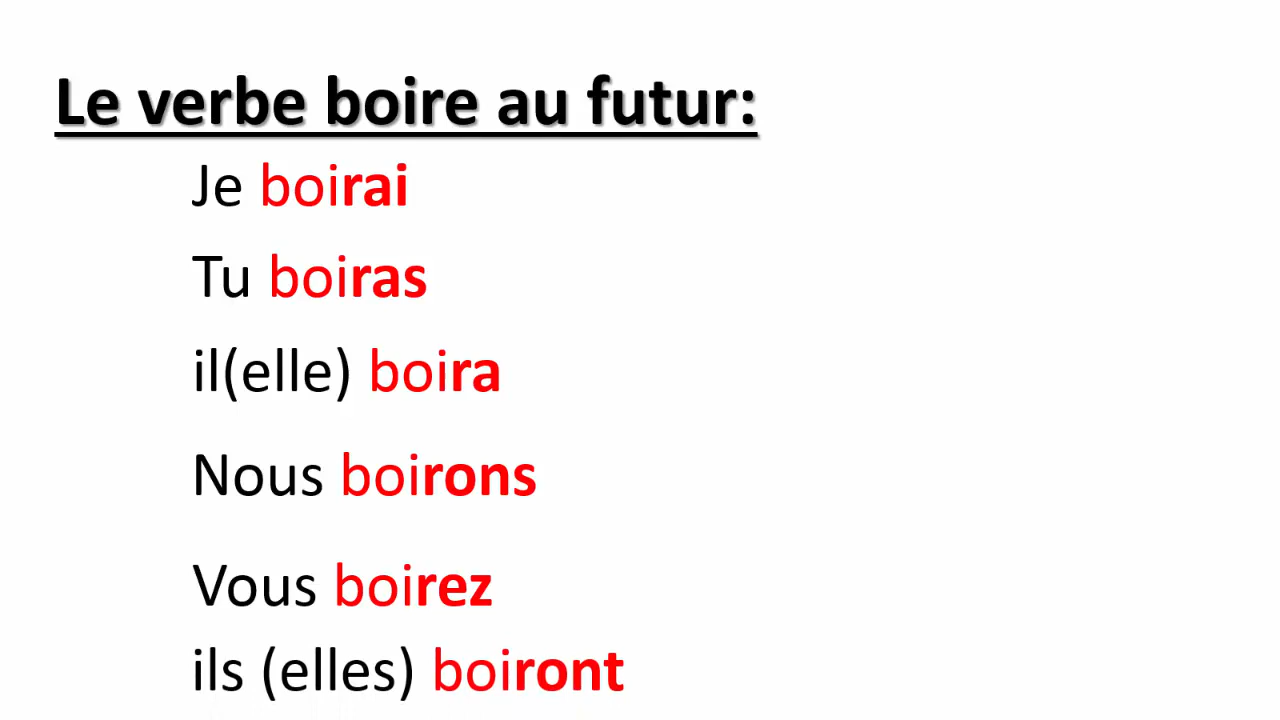 Le verbe boire au futur:
Je boirai
Tu boiras
il(elle) boira
Nous boirons
Vous boirez
ils (elles) boiront